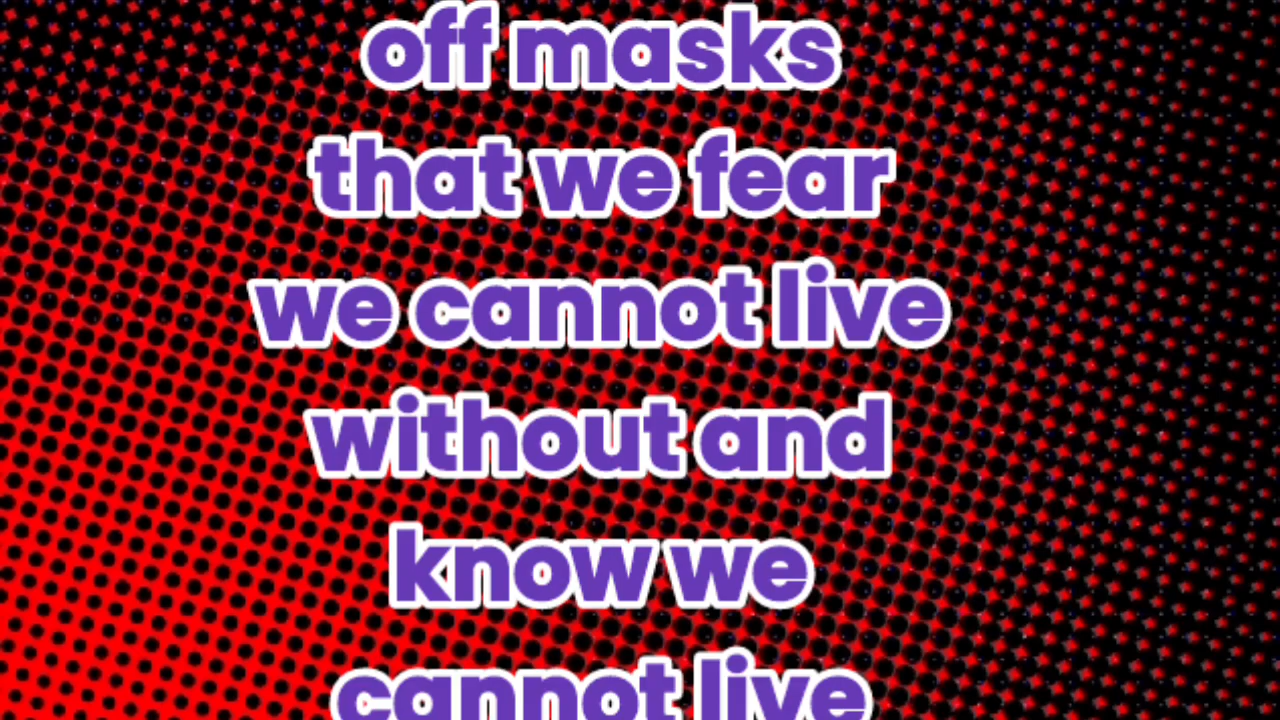 off masks
that we fear
we cannot live
without and
know we
cannot live